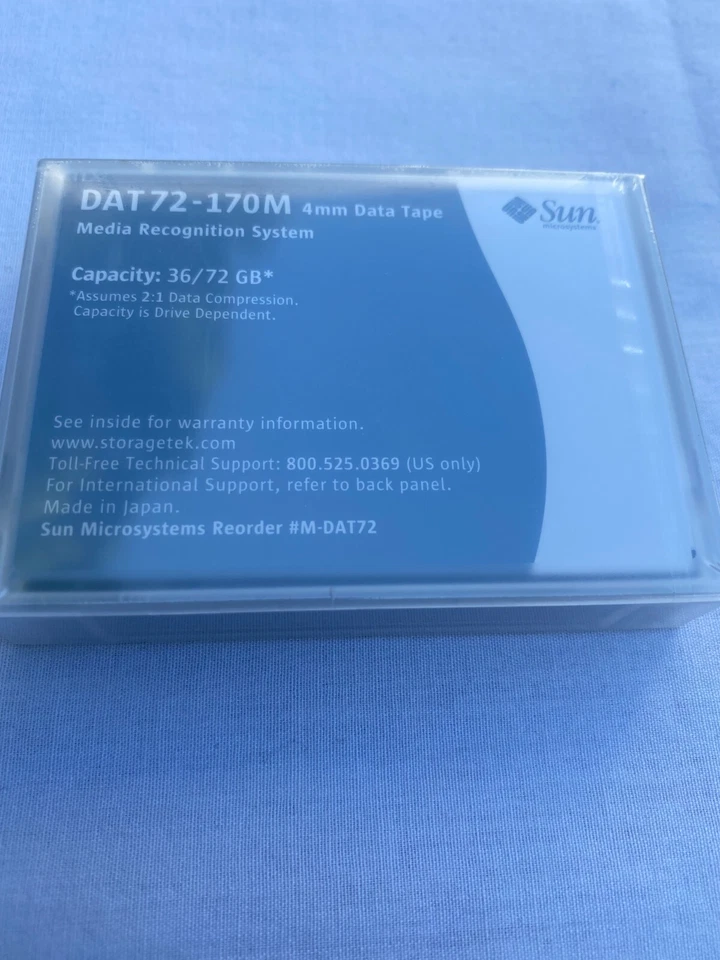 DAT72-170M 4mm Data Tape
Sun
microsystems
Media Recognition System
Capacity: 36/72 GB*
*Assumes 2:1 Data Compression.
Capacity is Drive Dependent.
See inside for warranty information.
www.storagetek.com
Toll-Free Technical Support: 800.525.0369 (US only)
For International Support, refer to back panel.
Made in Japan.
Sun Microsystems Reorder #M-DAT72